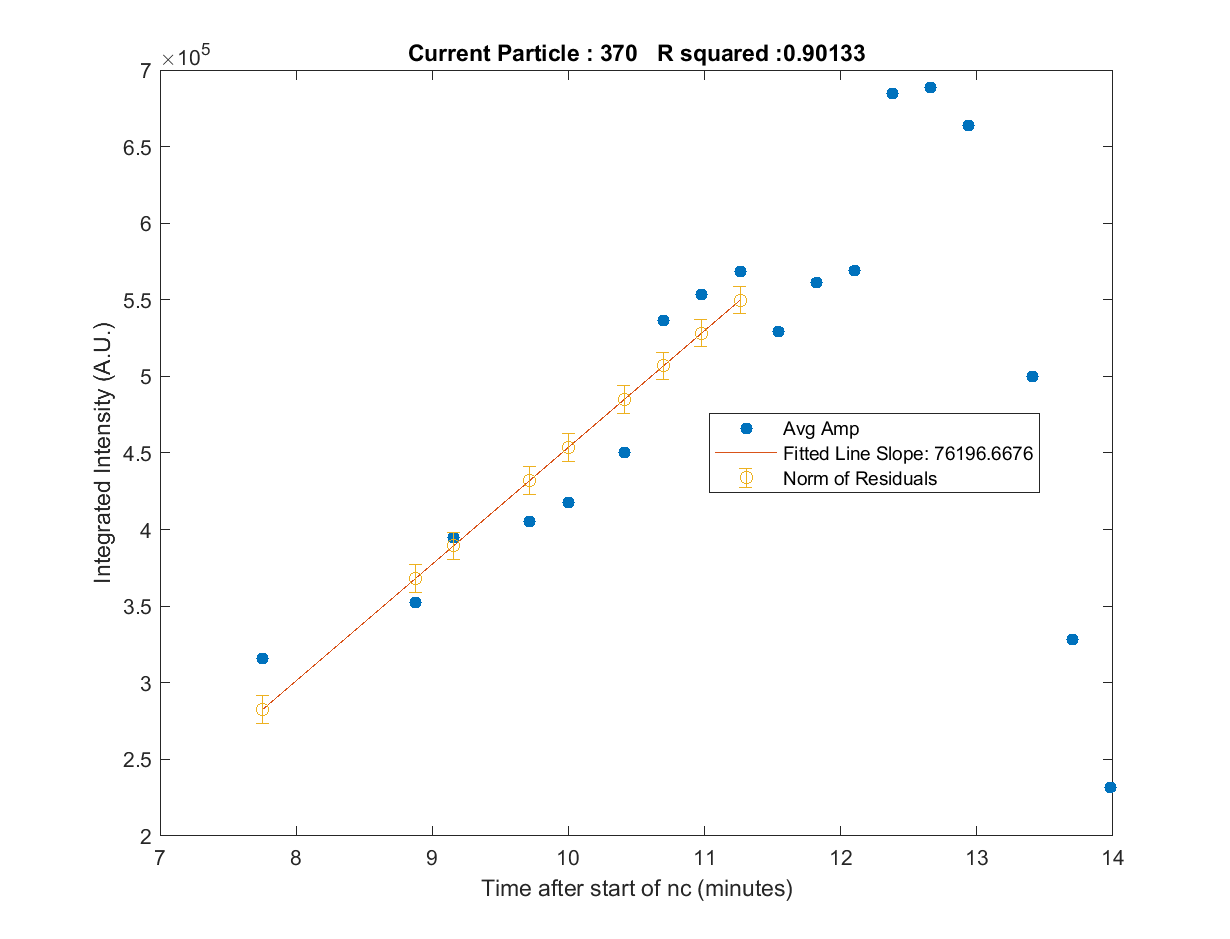 Current Particle : 370   R squared :0.90133
×10^5
7
6.5
6
5.5
5
4.5
4
3.5
3
2.5
2
Integrated Intensity (A.U.)
Avg Amp
Fitted Line Slope: 76196.6676
Norm of Residuals
7 8 9 10 11 12 13 14
Time after start of nc (minutes)